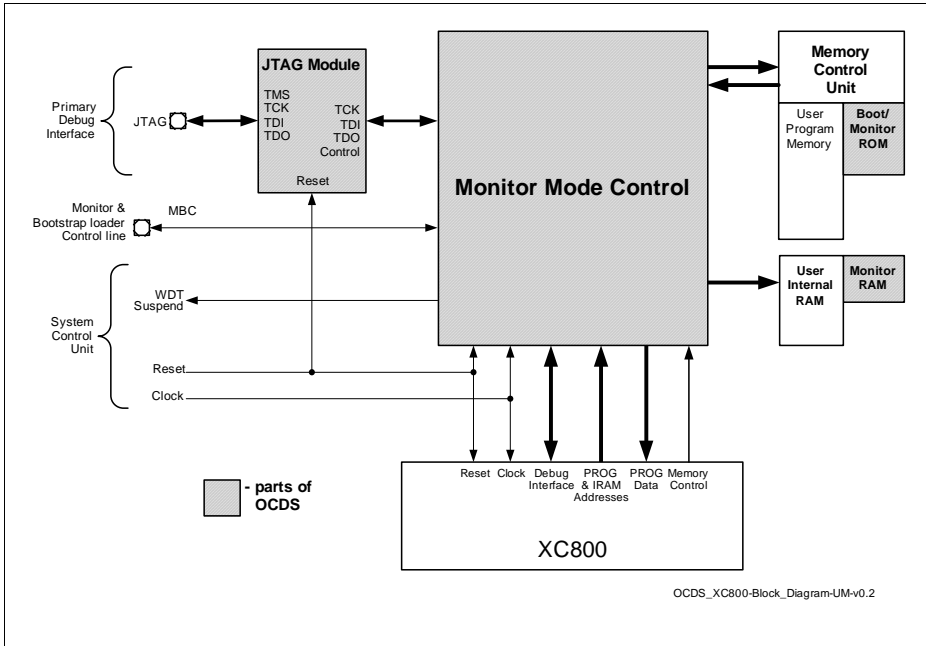 JTAG Module
TMS
TCK
TDI
TDO
TCK
TDI
TDO
Control
Reset
Primary
Debug
Interface
JTAG
Monitor &
Bootstrap loader
Control line
MBC
WDT
Suspend
System
Control
Unit
Reset
Clock
Monitor Mode Control
Memory
Control
Unit
User
Program
Memory
Boot/
Monitor
ROM
User
Internal
RAM
Monitor
RAM
Reset
Clock
Debug
Interface
PROG
& IRAM
Addresses
PROG
Data
Memory
Control
XC800
- parts of
OCDS
OCDS_XC800-Block_Diagram-UM-v0.2